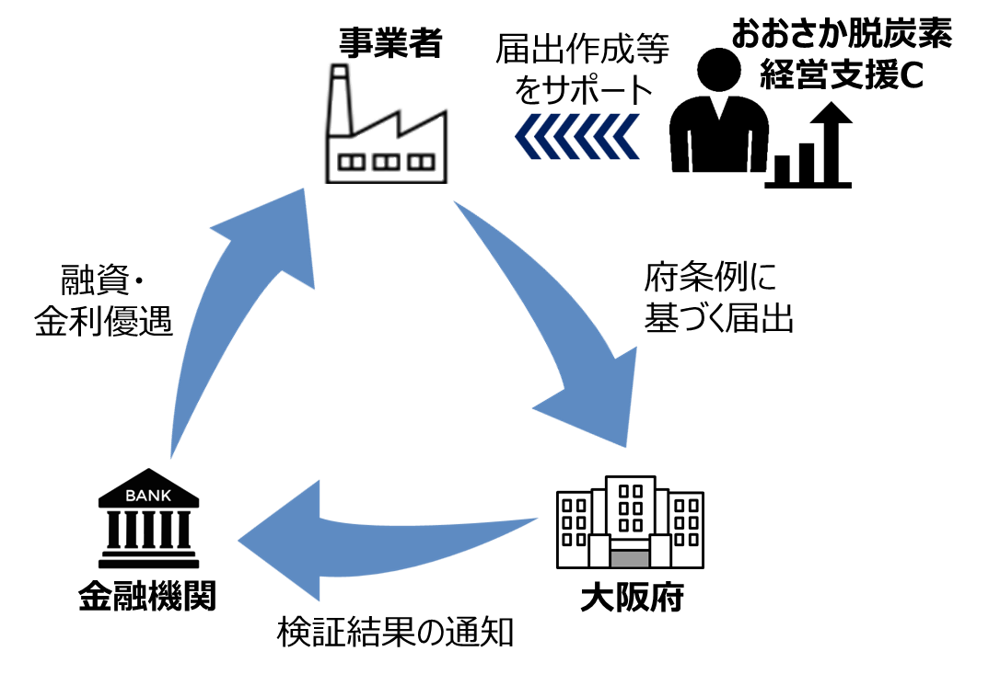 事業者
届出作成等
をサポート
おおさか脱炭素
経営支援C
府条例に
基づく届出
融資・
金利優遇
BANK
金融機関
大阪府
検証結果の通知